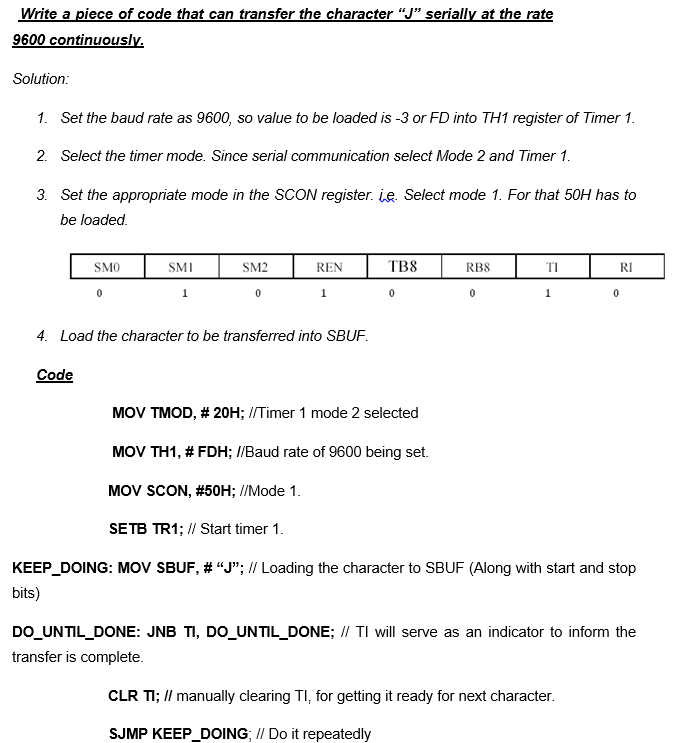 Write a piece of code that can transfer the character “J” serially at the rate
9600 continuously.
Solution:
1. Set the baud rate as 9600, so value to be loaded is -3 or FD into TH1 register of Timer 1.
2. Select the timer mode. Since serial communication select Mode 2 and Timer 1.
3. Set the appropriate mode in the SCON register. i.e. Select mode 1. For that 50H has to
be loaded.
SM0 SM1 SM2 REN TB8 RB8 TI RI
0 1 0 1 0 0 1 0
4. Load the character to be transferred into SBUF.
Code
MOV TMOD, # 20H; //Timer 1 mode 2 selected
MOV TH1, # FDH; //Baud rate of 9600 being set.
MOV SCON, #50H; //Mode 1.
SETB TR1; // Start timer 1.
KEEP_DOING: MOV SBUF, # “J”; // Loading the character to SBUF (Along with start and stop
bits)
DO_UNTIL_DONE: JNB TI, DO_UNTIL_DONE; // TI will serve as an indicator to inform the
transfer is complete.
CLR TI; // manually clearing TI, for getting it ready for next character.
SJMP KEEP_DOING; // Do it repeatedly